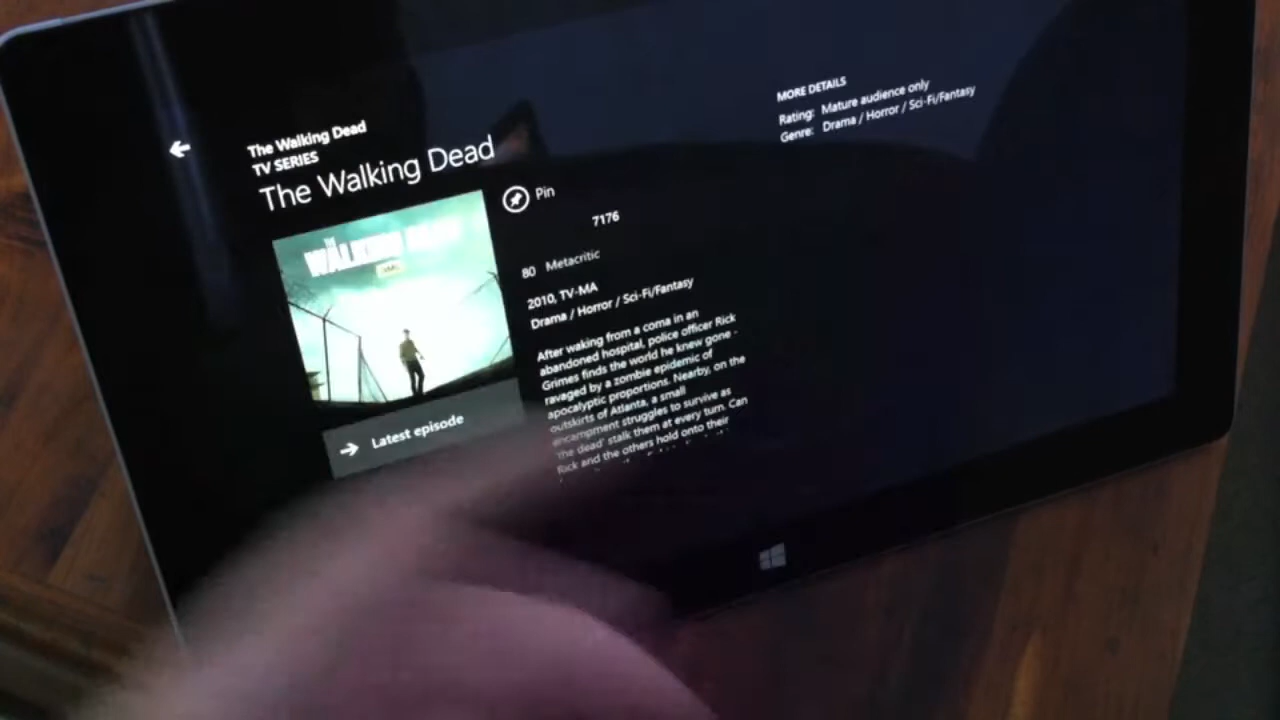 The Walking Dead
TV SERIES
The Walking Dead
Pin
7176
80 Metacritic
2010, TV-MA
Drama / Horror / Sci-Fi/Fantasy
After waking from a coma in an
abandoned hospital, police officer Rick
Grimes finds the world he knew gone -
ravaged by a zombie epidemic of
apocalyptic proportions. Nearby, on the
outskirts of Atlanta, a small
encampment struggles to survive as
'the dead' stalk them at every turn. Can
Rick and the others hold onto their
THE WALKING DEAD
amc
Latest episode
MORE DETAILS
Rating: Mature audience only
Genre: Drama / Horror / Sci-Fi/Fantasy